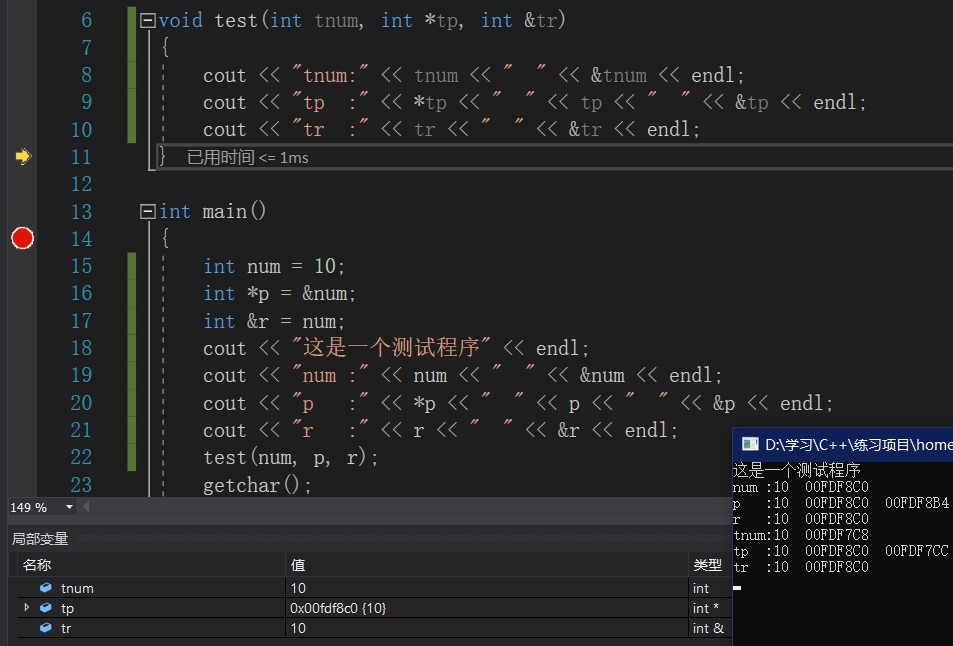 6 void test(int tnum, int *tp, int &tr)
7 {
8 cout << "tnum:" << tnum << "  " << &tnum << endl;
9 cout << "tp  :" << *tp << "  " << tp << "  " << &tp << endl;
10 cout << "tr  :" << tr << "  " << &tr << endl;
11 } 已用时间 <= 1ms
12
13 int main()
14 {
15 int num = 10;
16 int *p = &num;
17 int &r = num;
18 cout << "这是一个测试程序" << endl;
19 cout << "num :" << num << "  " << &num << endl;
20 cout << "p   :" << *p << "  " << p << "  " << &p << endl;
21 cout << "r   :" << r << "  " << &r << endl;
22 test(num, p, r);
23 getchar();
149 %
局部变量
名称 值 类型
tnum 10 int
tp 0x00fdf8c0 {10} int *
tr 10 int &
D:\学习\C++\练习项目\home
这是一个测试程序
num :10  00FDF8C0
p   :10  00FDF8C0  00FDF8B4
r   :10  00FDF8C0
tnum:10  00FDF7C8
tp  :10  00FDF8C0  00FDF7CC
tr  :10  00FDF8C0